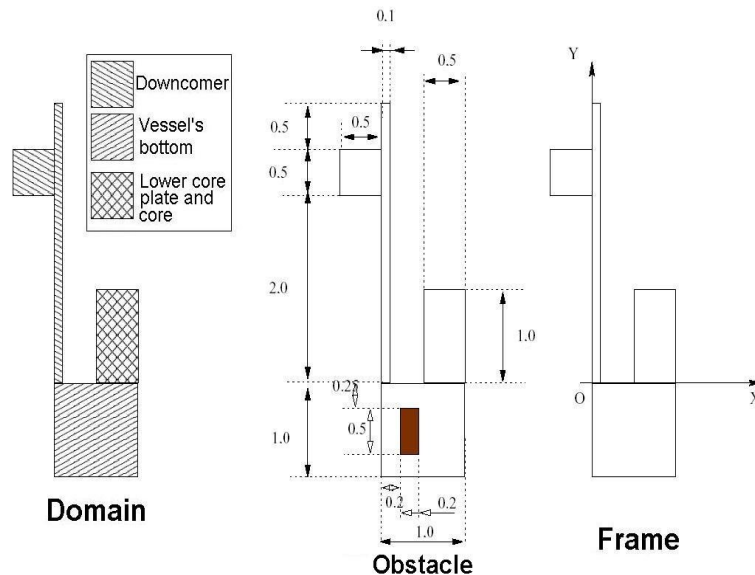 Downcomer
Vessel's
bottom
Lower core
plate and
core
Domain
0.1
0.5
0.5
0.5
0.5
2.0
1.0
0.25
0.5
1.0
0.2
0.2
1.0
Obstacle
Y
O
X
Frame